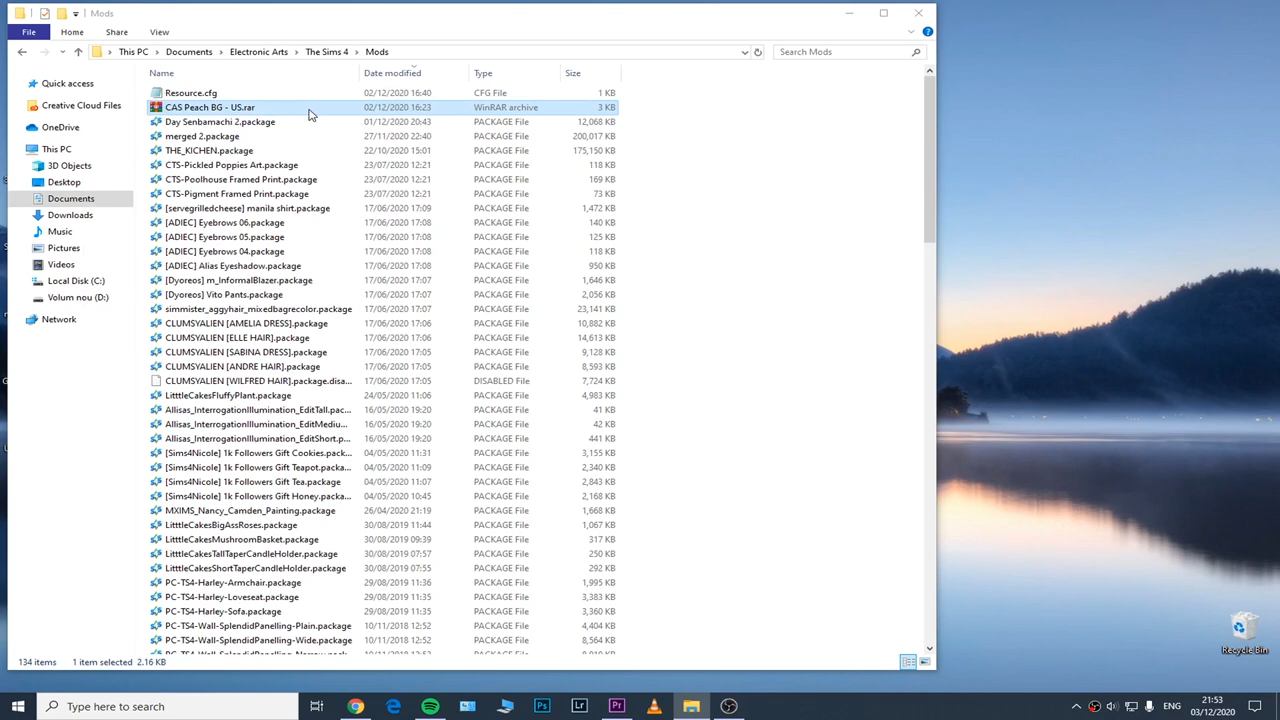 Mods
File Home Share View
This PC Documents Electronic Arts The Sims 4 Mods Search Mods
Name Date modified Type Size
Quick access
Creative Cloud Files
OneDrive
This PC
3D Objects
Desktop
Documents
Downloads
Music
Pictures
Videos
Local Disk (C:)
Volum nou (D:)
Network
Resource.cfg 02/12/2020 16:40 CFG File 1 KB
CAS Peach BG - US.rar 02/12/2020 16:23 WinRAR archive 3 KB
Day Senbamachi 2.package 01/12/2020 20:43 PACKAGE File 12,068 KB
merged 2.package 27/11/2020 22:40 PACKAGE File 200,017 KB
THE_KICHEN.package 22/10/2020 15:01 PACKAGE File 175,150 KB
CTS-Pickled Poppies Art.package 23/07/2020 12:21 PACKAGE File 118 KB
CTS-Poolhouse Framed Print.package 23/07/2020 12:21 PACKAGE File 169 KB
CTS-Pigment Framed Print.package 23/07/2020 12:21 PACKAGE File 73 KB
[servegrilledcheese] manila shirt.package 17/06/2020 17:09 PACKAGE File 1,472 KB
[ADIEC] Eyebrows 06.package 17/06/2020 17:08 PACKAGE File 140 KB
[ADIEC] Eyebrows 05.package 17/06/2020 17:08 PACKAGE File 125 KB
[ADIEC] Eyebrows 04.package 17/06/2020 17:08 PACKAGE File 118 KB
[ADIEC] Alias Eyeshadow.package 17/06/2020 17:08 PACKAGE File 950 KB
[Dyoreos] m_InformalBlazer.package 17/06/2020 17:07 PACKAGE File 1,646 KB
[Dyoreos] Vito Pants.package 17/06/2020 17:07 PACKAGE File 2,056 KB
simmister_aggyhair_mixedbagrecolor.package 17/06/2020 17:07 PACKAGE File 23,141 KB
CLUMSYALIEN [AMELIA DRESS].package 17/06/2020 17:06 PACKAGE File 10,882 KB
CLUMSYALIEN [ELLE HAIR].package 17/06/2020 17:06 PACKAGE File 14,613 KB
CLUMSYALIEN [SABINA DRESS].package 17/06/2020 17:05 PACKAGE File 9,128 KB
CLUMSYALIEN [ANDRE HAIR].package 17/06/2020 17:05 PACKAGE File 8,593 KB
CLUMSYALIEN [WILFRED HAIR].package.disa... 17/06/2020 17:05 DISABLED File 7,724 KB
LittleCakesFluffyPlant.package 24/05/2020 11:06 PACKAGE File 4,983 KB
Allisas_InterrogationIllumination_EditTall.pac... 16/05/2020 19:20 PACKAGE File 41 KB
Allisas_InterrogationIllumination_EditMediu... 16/05/2020 19:20 PACKAGE File 42 KB
Allisas_InterrogationIllumination_EditShort.p... 16/05/2020 19:20 PACKAGE File 441 KB
[Sims4Nicole] 1k Followers Gift Cookies.pack... 04/05/2020 11:31 PACKAGE File 3,155 KB
[Sims4Nicole] 1k Followers Gift Teapot.packa... 04/05/2020 11:09 PACKAGE File 2,340 KB
[Sims4Nicole] 1k Followers Gift Tea.package 04/05/2020 11:07 PACKAGE File 2,843 KB
[Sims4Nicole] 1k Followers Gift Honey.packa... 04/05/2020 10:45 PACKAGE File 2,168 KB
MXIMS_Nancy_Camden_Painting.package 26/04/2020 21:19 PACKAGE File 1,668 KB
LittleCakesBigAssRoses.package 30/08/2019 11:44 PACKAGE File 1,067 KB
LittleCakesMushroomBasket.package 30/08/2019 09:39 PACKAGE File 317 KB
LittleCakesTallTaperCandleHolder.package 30/08/2019 07:57 PACKAGE File 250 KB
LittleCakesShortTaperCandleHolder.package 30/08/2019 07:55 PACKAGE File 292 KB
PC-TS4-Harley-Armchair.package 29/08/2019 11:36 PACKAGE File 1,995 KB
PC-TS4-Harley-Loveseat.package 29/08/2019 11:35 PACKAGE File 3,383 KB
PC-TS4-Harley-Sofa.package 29/08/2019 11:35 PACKAGE File 3,360 KB
PC-TS4-Wall-SplendidPanelling-Plain.package 10/11/2018 12:52 PACKAGE File 4,404 KB
PC-TS4-Wall-SplendidPanelling-Wide.package 10/11/2018 12:52 PACKAGE File 8,564 KB
134 items 1 item selected 2.16 KB
Recycle Bin
Type here to search
Ps Lr Pr
21:53
03/12/2020